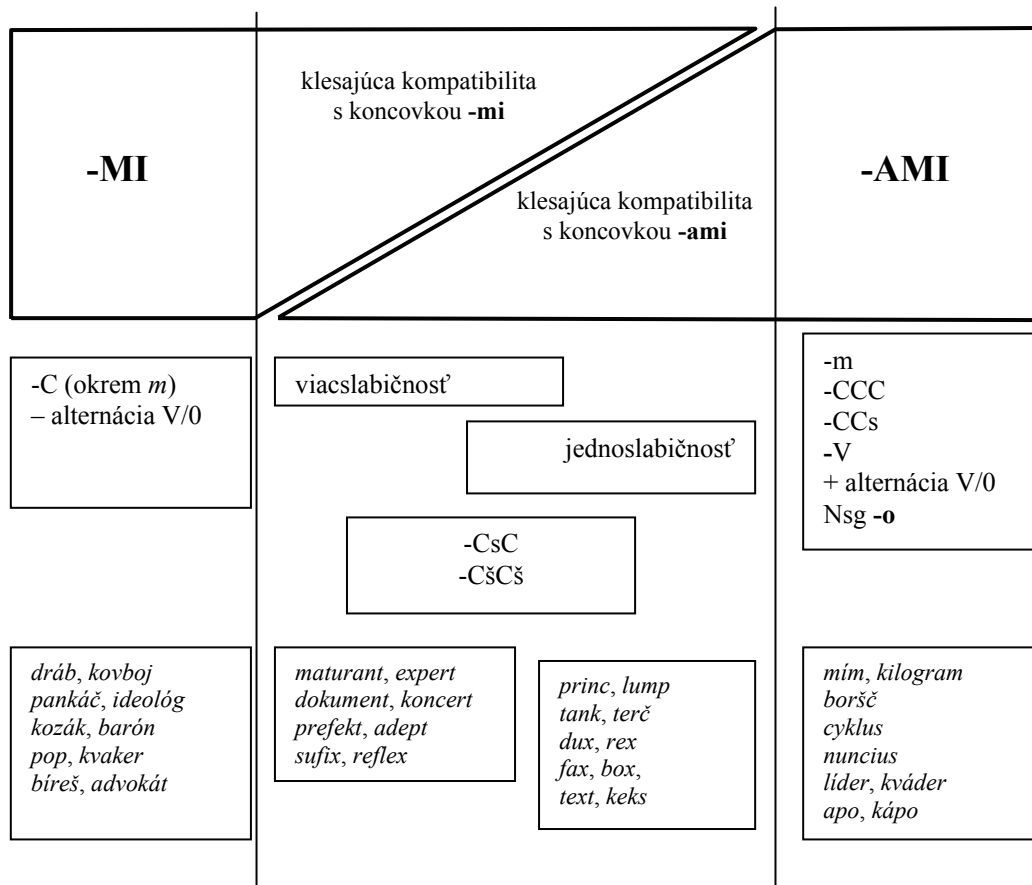 klesajúca kompatibilita
s koncovkou -mi
-MI
-AMI
klesajúca kompatibilita
s koncovkou -ami
-C (okrem m)
– alternácia V/0
viacslabičnosť
jednoslabičnosť
-CsC
-CšCš
-m
-CCC
-CCs
-V
+ alternácia V/0
Nsg -o
dráb, kovboj
pankáč, ideológ
kozák, barón
pop, kvaker
bíreš, advokát
maturant, expert
dokument, koncert
prefekt, adept
sufix, reflex
princ, lump
tank, terč
dux, rex
fax, box,
text, keks
mím, kilogram
boršč
cyklus
nuncius
líder, kváder
apo, kápo